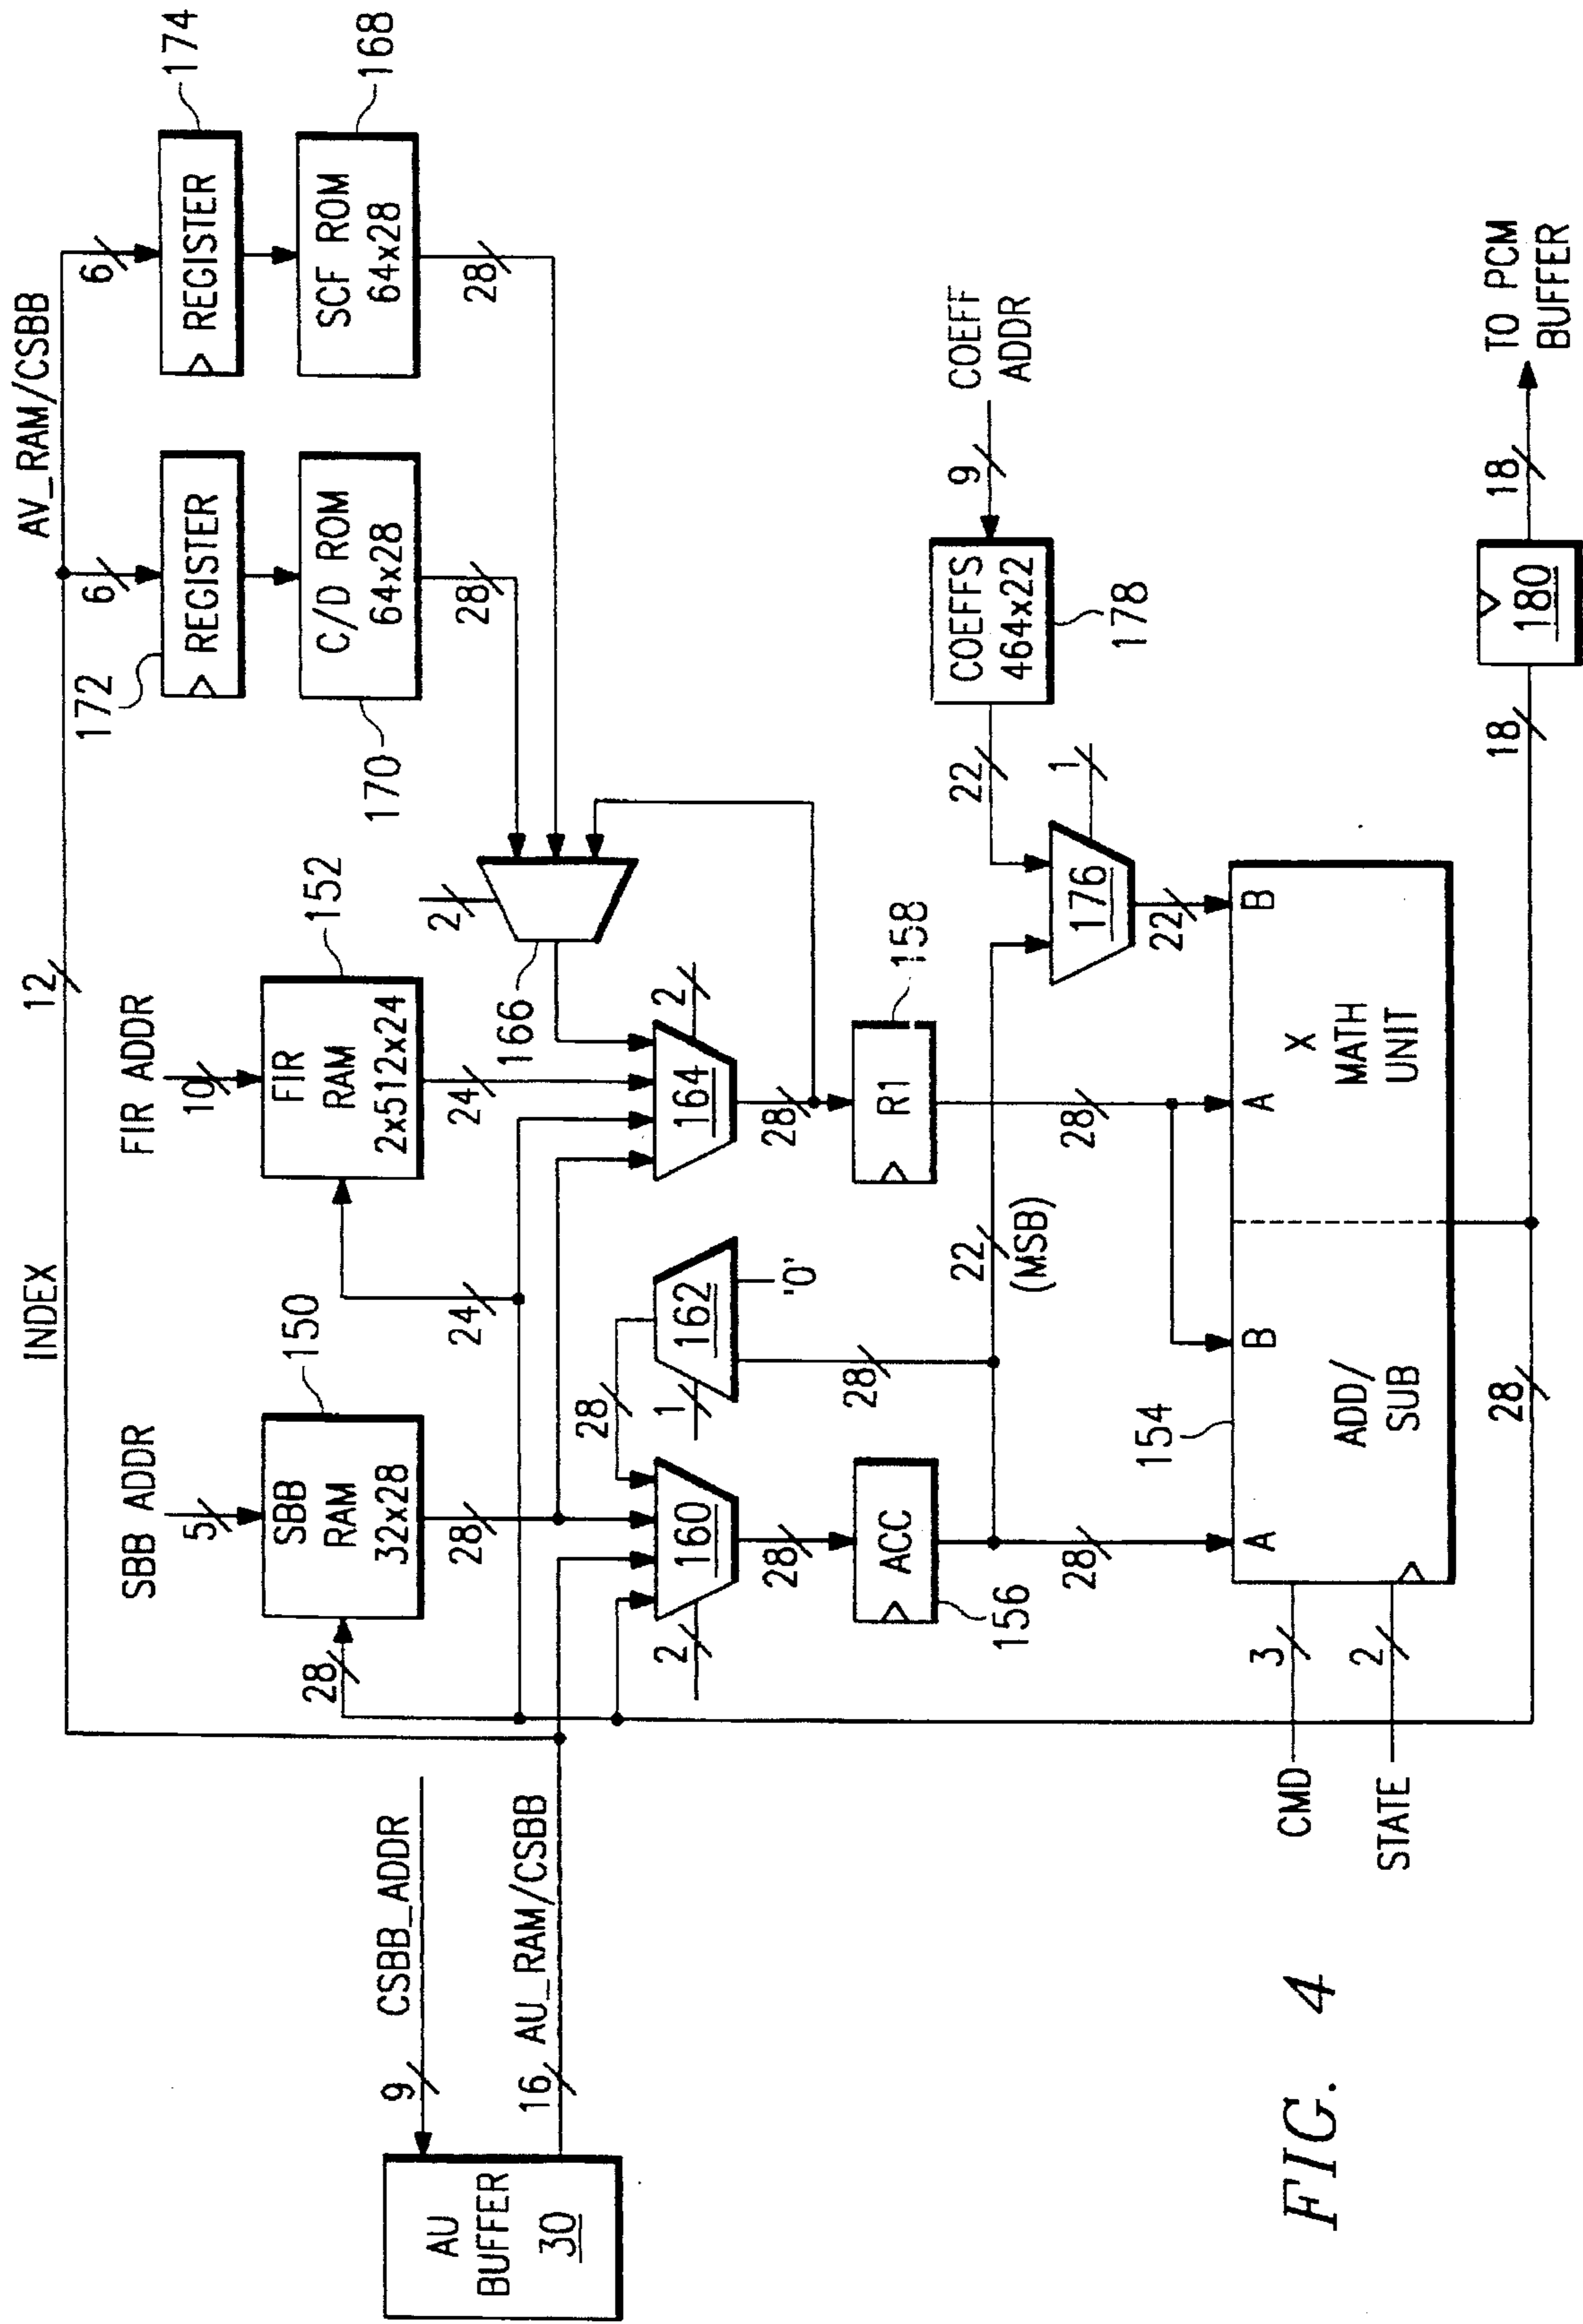 AU
BUFFER
30
9
CSBB_ADDR
16
AU_RAM/CSBB
INDEX
12
AV_RAM/CSBB
SBB ADDR
5
SBB
RAM
32x28
150
28
28
FIR ADDR
10
FIR
RAM
2x512x24
152
24
24
172
6
REGISTER
6
REGISTER
174
C/D ROM
64x28
170
28
SCF ROM
64x28
168
28
2
166
160
2
28
28
162
1
'0'
28
164
2
28
ACC
156
28
22
(MSB)
R1
158
28
COEFF
ADDR
9
COEFFS
464x22
178
22
176
1
22
154
A
B
A
B
ADD/
SUB
X
MATH
UNIT
CMD
3
STATE
2
28
18
180
18
TO PCM
BUFFER
FIG. 4